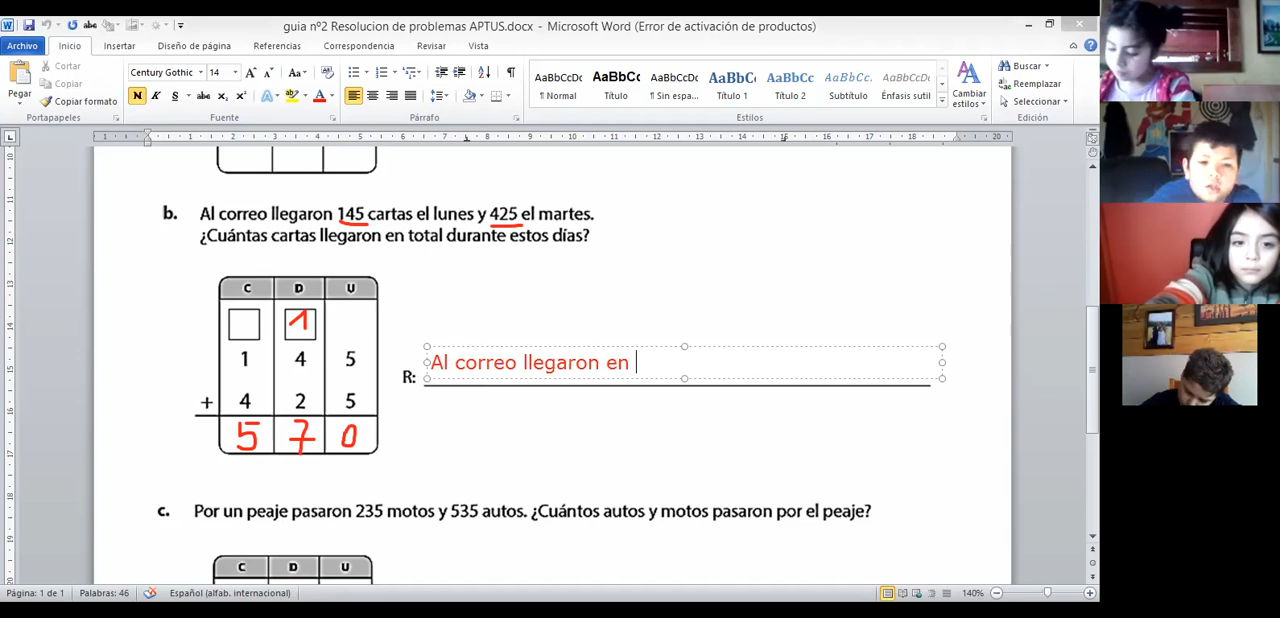 guia nº2 Resolucion de problemas APTUS.docx - Microsoft Word (Error de activación de productos)
Archivo Inicio Insertar Diseño de página Referencias Correspondencia Revisar Vista
Pegar
Cortar
Copiar
Copiar formato
Portapapeles
Century Gothic 14
N K S abc x₂ x²
Fuente
Párrafo
AaBbCcDc
¶ Normal
AaBbCc
Título
AaBbCcDc
¶ Sin espa...
AaBbCc
Título 1
AaBbCc
Título 2
AaBbCc
Subtítulo
AaBbCcDc
Énfasis sutil
Estilos
Cambiar estilos
Buscar
Reemplazar
Seleccionar
Edición
b. Al correo llegaron 145 cartas el lunes y 425 el martes.
¿Cuántas cartas llegaron en total durante estos días?
C D U
1
1 4 5
+ 4 2 5
5 7 0
R: Al correo llegaron en
c. Por un peaje pasaron 235 motos y 535 autos. ¿Cuántos autos y motos pasaron por el peaje?
C D U
Página: 1 de 1 Palabras: 46 Español (alfab. internacional) 140%